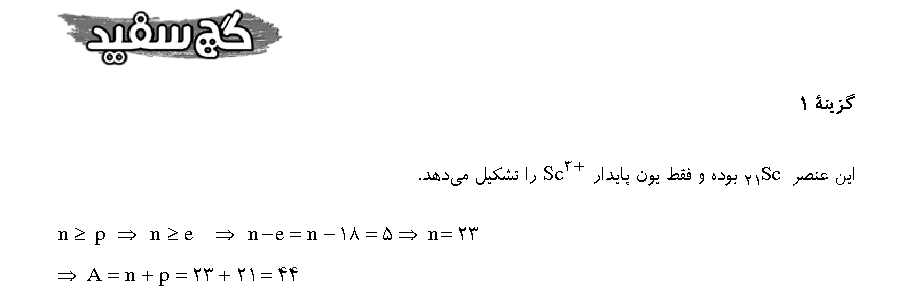 گچ سفید
گزینهٔ ۱
این عنصر ₂₁Sc بوده و فقط یون پایدار Sc³⁺ را تشکیل می‌دهد.
n ≥ p ⇒ n ≥ e ⇒ n−e = n −۱۸ = ۵ ⇒ n= ۲۳
⇒ A = n + p = ۲۳ + ۲۱ = ۴۴